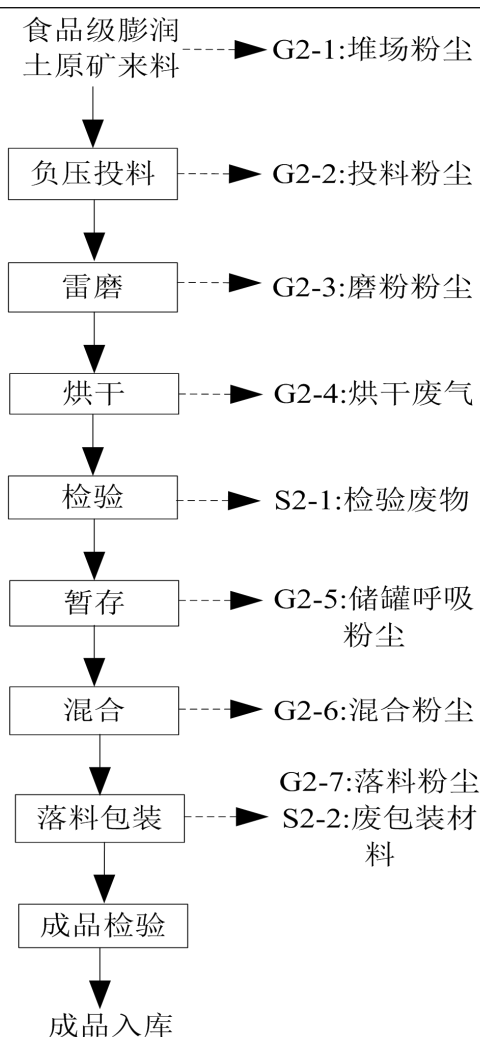 食品级膨润
土原矿来料
G2-1:堆场粉尘
负压投料
G2-2:投料粉尘
雷磨
G2-3:磨粉粉尘
烘干
G2-4:烘干废气
检验
S2-1:检验废物
暂存
G2-5:储罐呼吸
粉尘
混合
G2-6:混合粉尘
落料包装
G2-7:落料粉尘
S2-2:废包装材
料
成品检验
成品入库